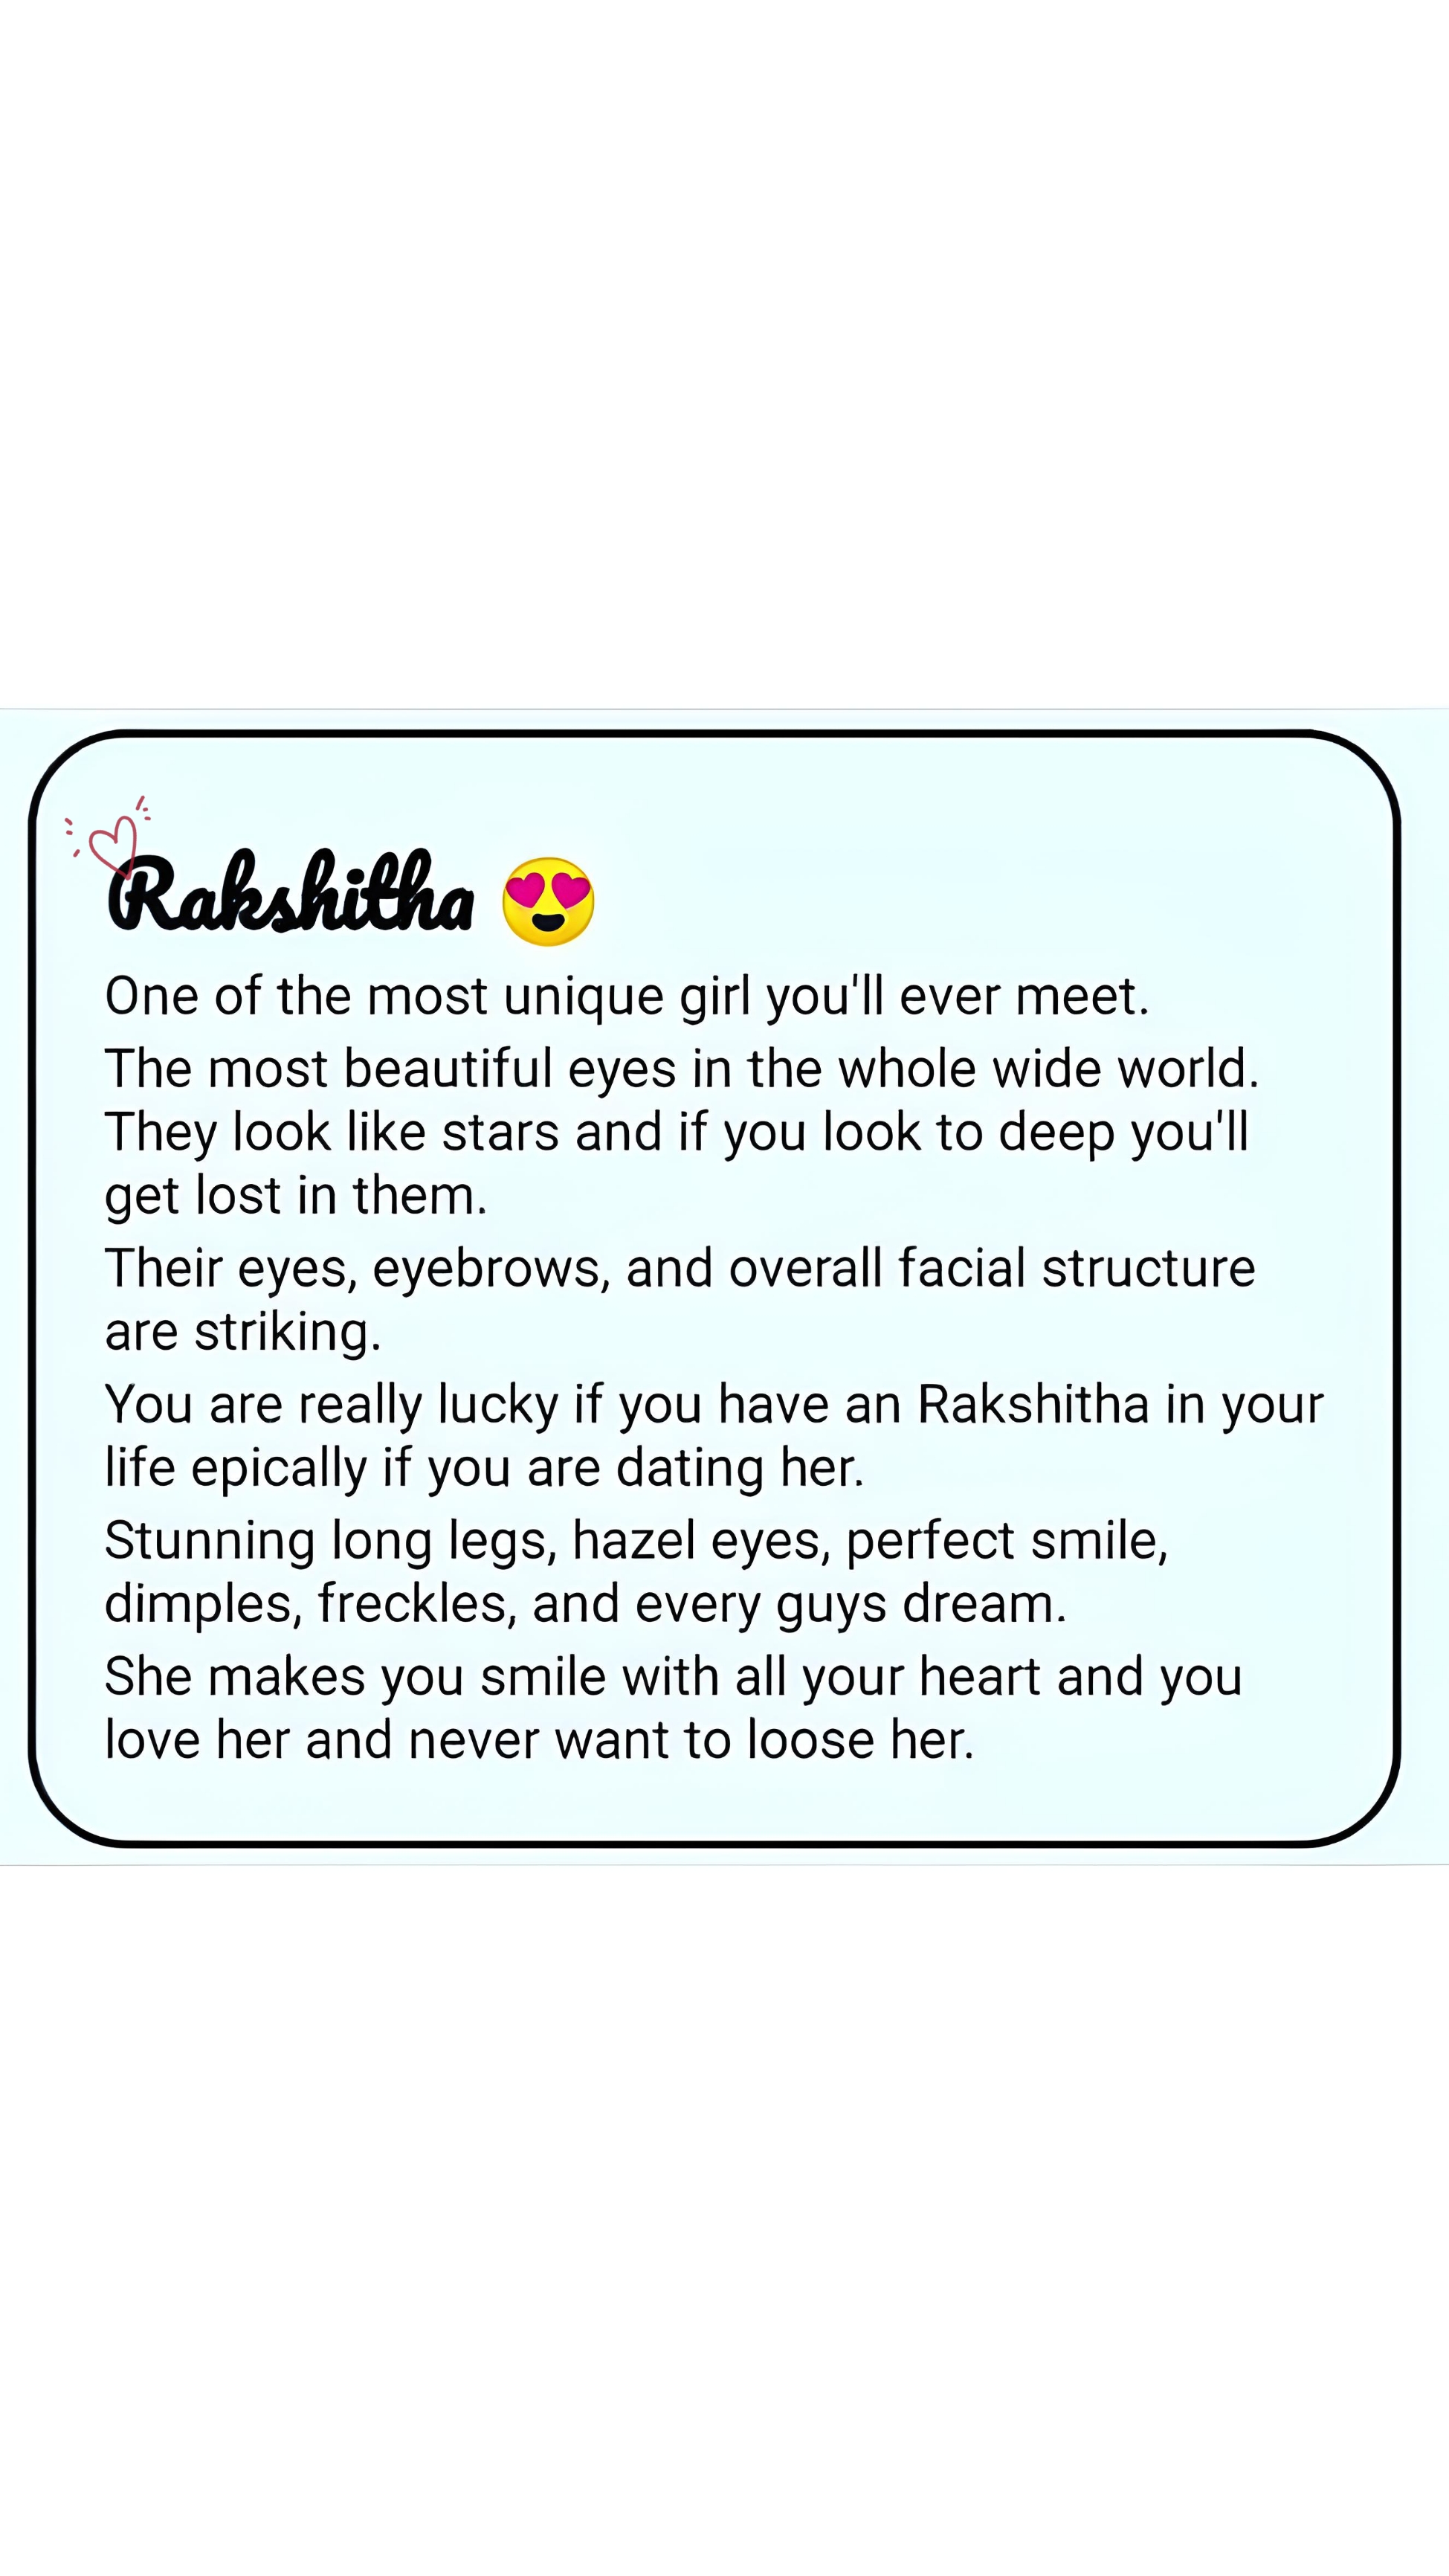 Rakshitha 😍
One of the most unique girl you'll ever meet.
The most beautiful eyes in the whole wide world.
They look like stars and if you look to deep you'll
get lost in them.
Their eyes, eyebrows, and overall facial structure
are striking.
You are really lucky if you have an Rakshitha in your
life epically if you are dating her.
Stunning long legs, hazel eyes, perfect smile,
dimples, freckles, and every guys dream.
She makes you smile with all your heart and you
love her and never want to loose her.